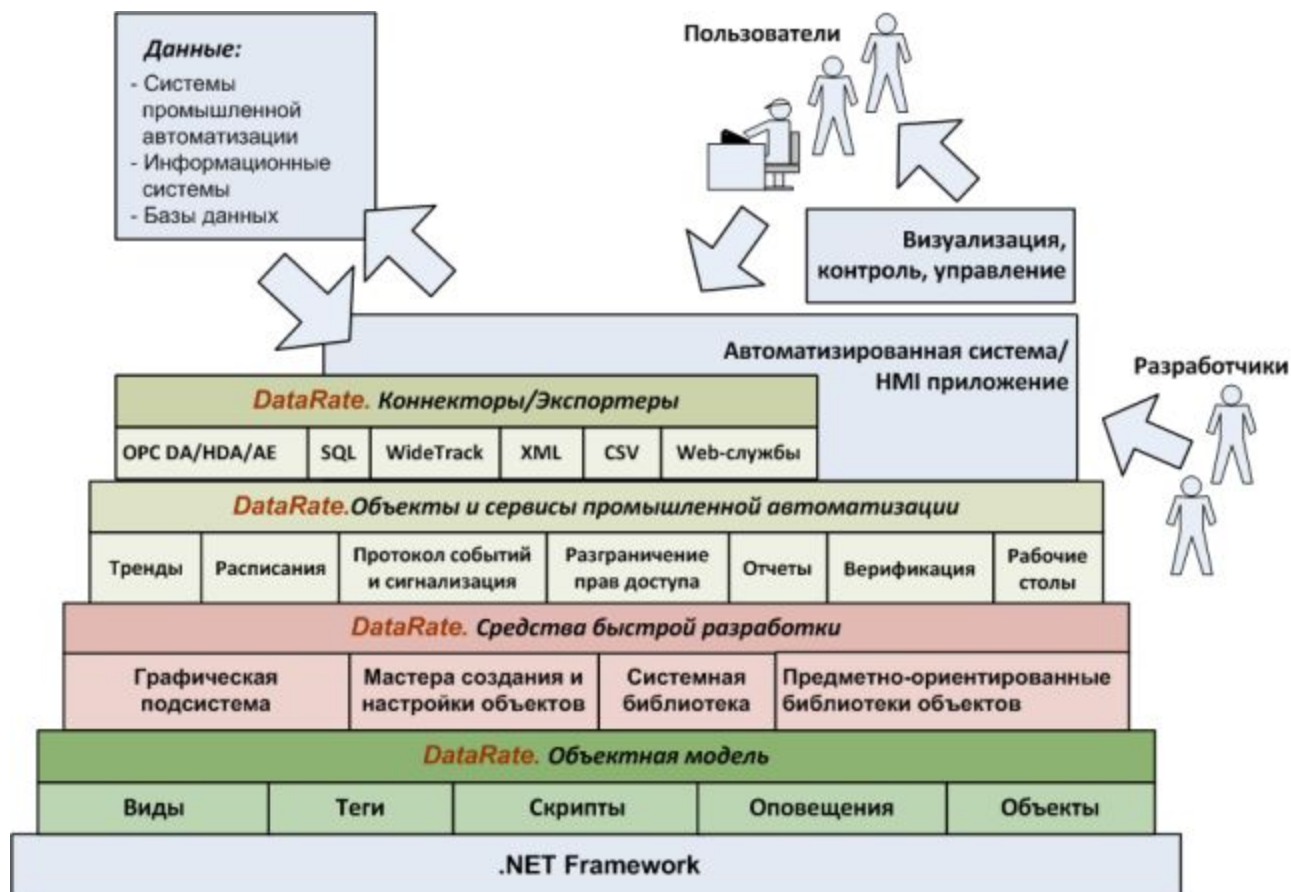 Данные:
- Системы
промышленной
автоматизации
- Информационные
системы
- Базы данных
Пользователи
Визуализация,
контроль, управление
Автоматизированная система/
HMI приложение
Разработчики
DataRate. Коннекторы/Экспортеры
OPC DA/HDA/AE
SQL
WideTrack
XML
CSV
Web-службы
DataRate.Объекты и сервисы промышленной автоматизации
Тренды
Расписания
Протокол событий
и сигнализация
Разграничение
прав доступа
Отчеты
Верификация
Рабочие
столы
DataRate. Средства быстрой разработки
Графическая
подсистема
Мастера создания и
настройки объектов
Системная
библиотека
Предметно-ориентированные
библиотеки объектов
DataRate. Объектная модель
Виды
Теги
Скрипты
Оповещения
Объекты
.NET Framework